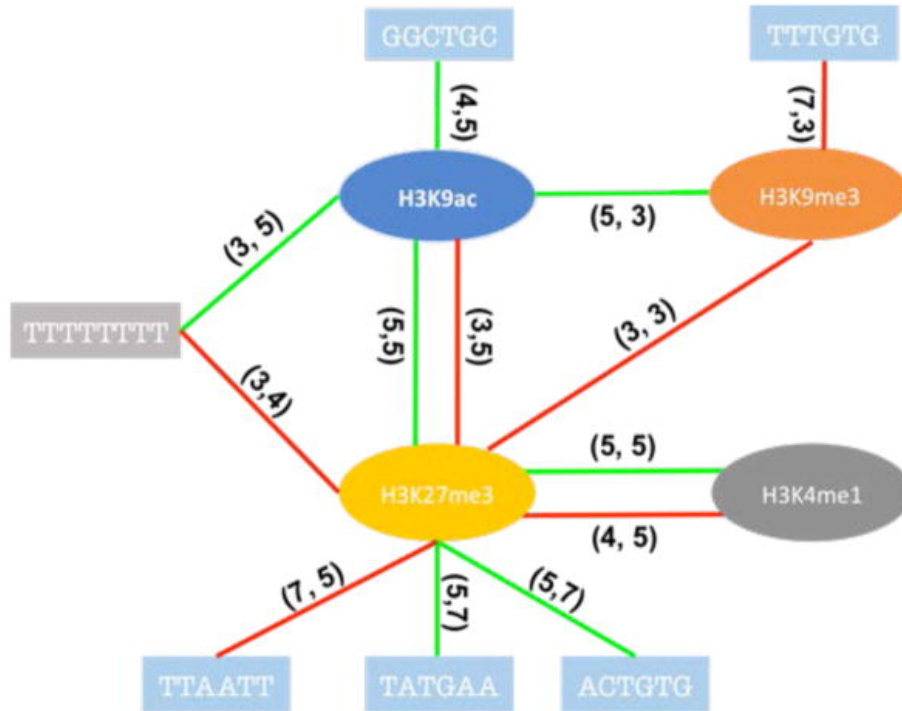 GGCTGC
TTTGTG
(4,5)
(7,3)
H3K9ac
H3K9me3
(5, 3)
(3, 5)
TTTTTTTT
(5,5)
(3,5)
(3, 3)
(3,4)
H3K27me3
(5, 5)
H3K4me1
(4, 5)
(7, 5)
(5,7)
(5,7)
TTAATT
TATGAA
ACTGTG